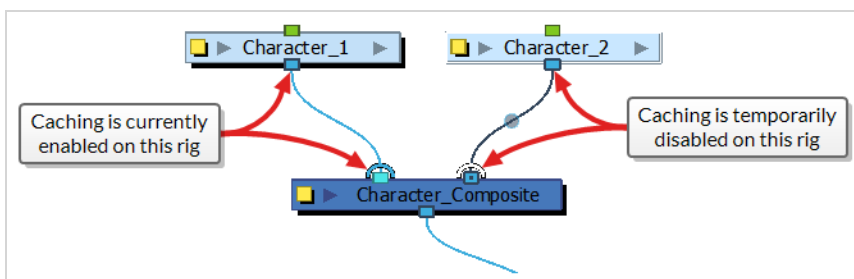 Character_1
Character_2
Caching is currently
enabled on this rig
Caching is temporarily
disabled on this rig
Character_Composite